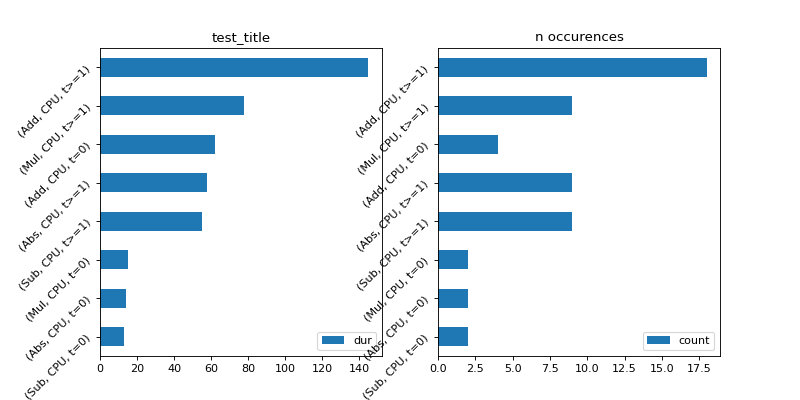 test_title
(Add, CPU, t>=1)
(Mul, CPU, t>=1)
(Add, CPU, t=0)
(Abs, CPU, t>=1)
(Sub, CPU, t>=1)
(Mul, CPU, t=0)
(Abs, CPU, t=0)
(Sub, CPU, t=0)
dur
0 20 40 60 80 100 120 140
n occurences
(Add, CPU, t>=1)
(Mul, CPU, t>=1)
(Add, CPU, t=0)
(Abs, CPU, t>=1)
(Sub, CPU, t>=1)
(Mul, CPU, t=0)
(Abs, CPU, t=0)
(Sub, CPU, t=0)
count
0.0 2.5 5.0 7.5 10.0 12.5 15.0 17.5